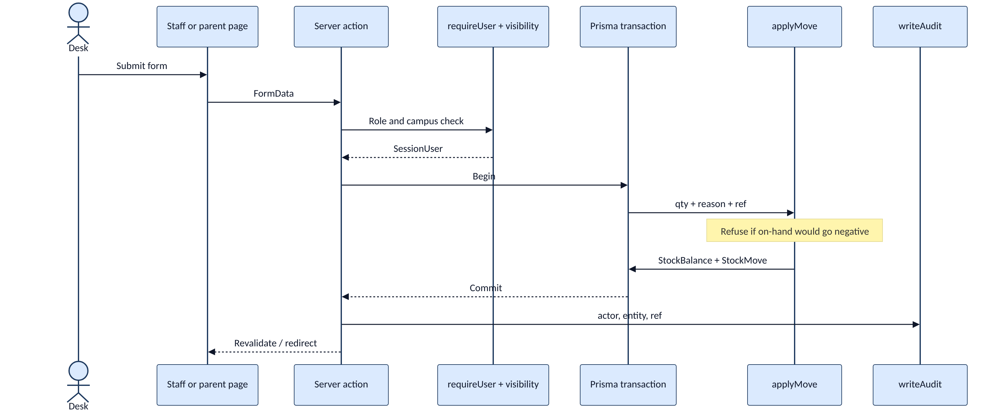 Desk
Staff or parent page
Server action
requireUser + visibility
Prisma transaction
applyMove
writeAudit
Submit form
FormData
Role and campus check
SessionUser
Begin
qty + reason + ref
Refuse if on-hand would go negative
StockBalance + StockMove
Commit
actor, entity, ref
Revalidate / redirect
Desk
Staff or parent page
Server action
requireUser + visibility
Prisma transaction
applyMove
writeAudit